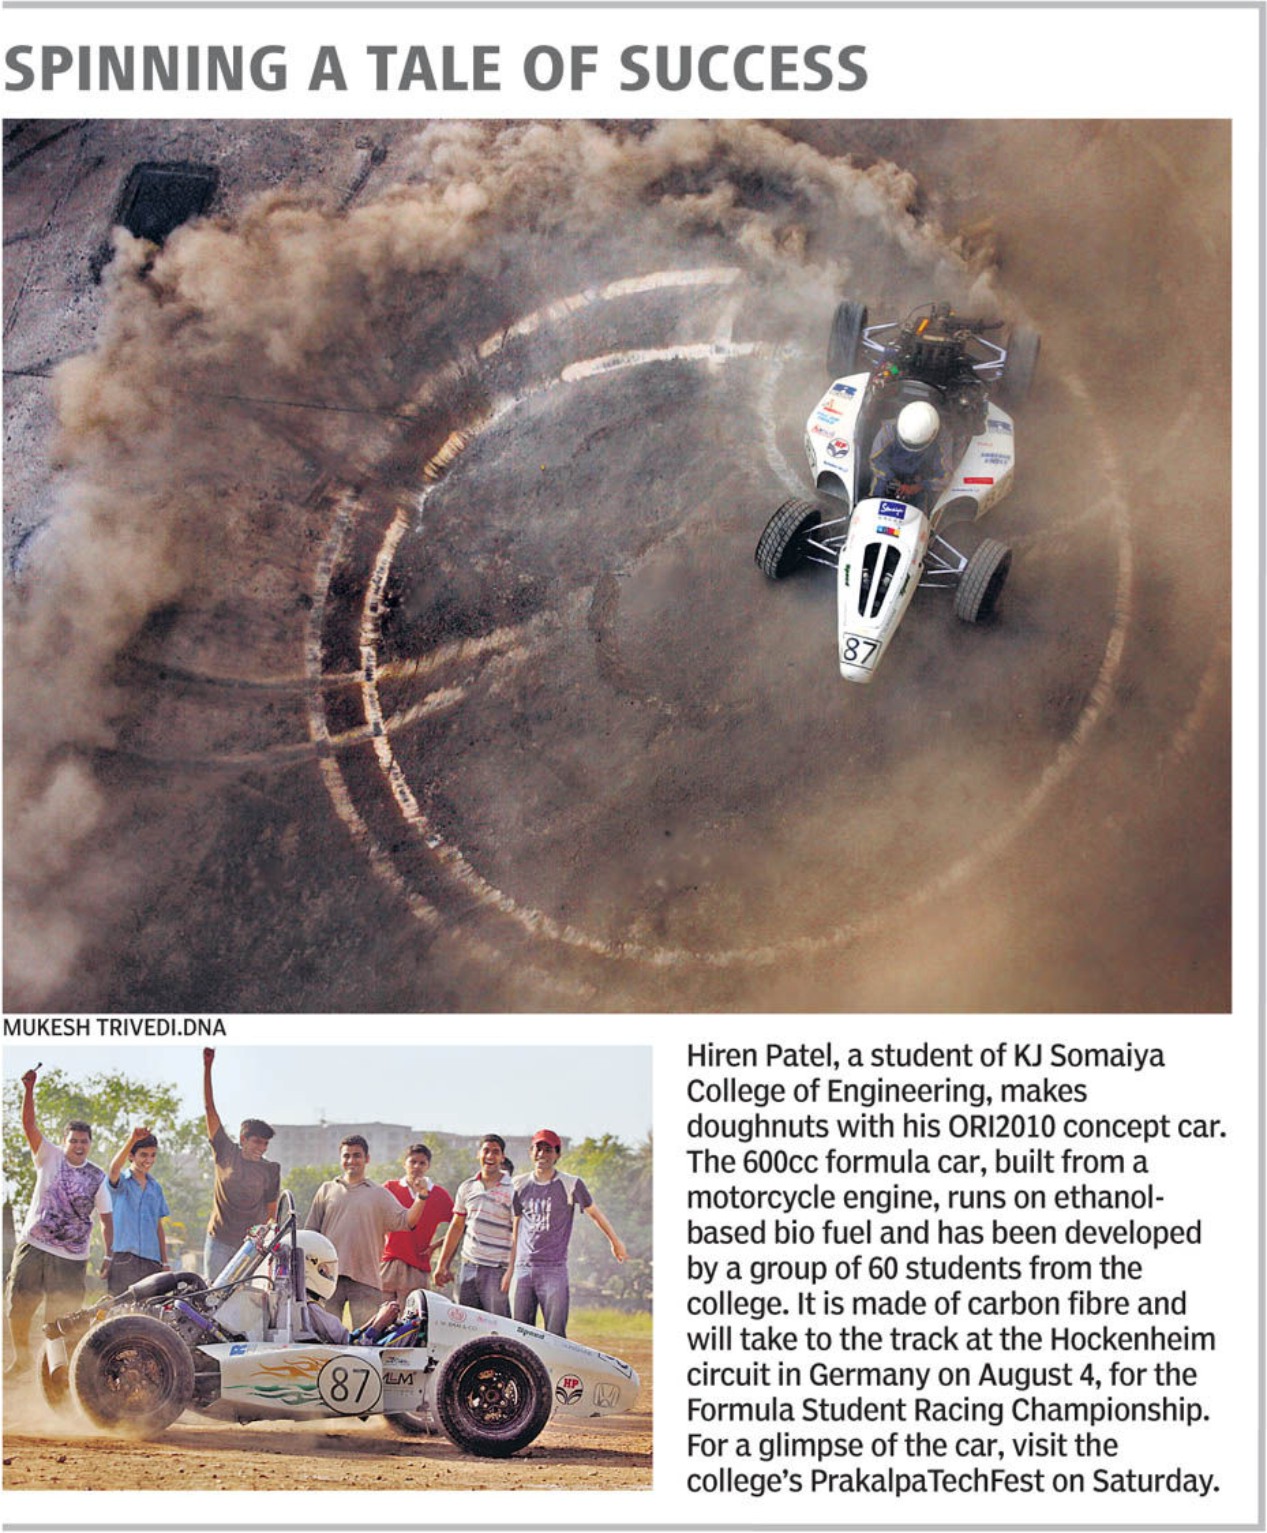 SPINNING A TALE OF SUCCESS
HP
Somaiya
87
MUKESH TRIVEDI.DNA
Hiren Patel, a student of KJ Somaiya
College of Engineering, makes
doughnuts with his ORI2010 concept car.
The 600cc formula car, built from a
motorcycle engine, runs on ethanol-
based bio fuel and has been developed
by a group of 60 students from the
college. It is made of carbon fibre and
will take to the track at the Hockenheim
circuit in Germany on August 4, for the
Formula Student Racing Championship.
For a glimpse of the car, visit the
college's PrakalpaTechFest on Saturday.
Speed
87
HP